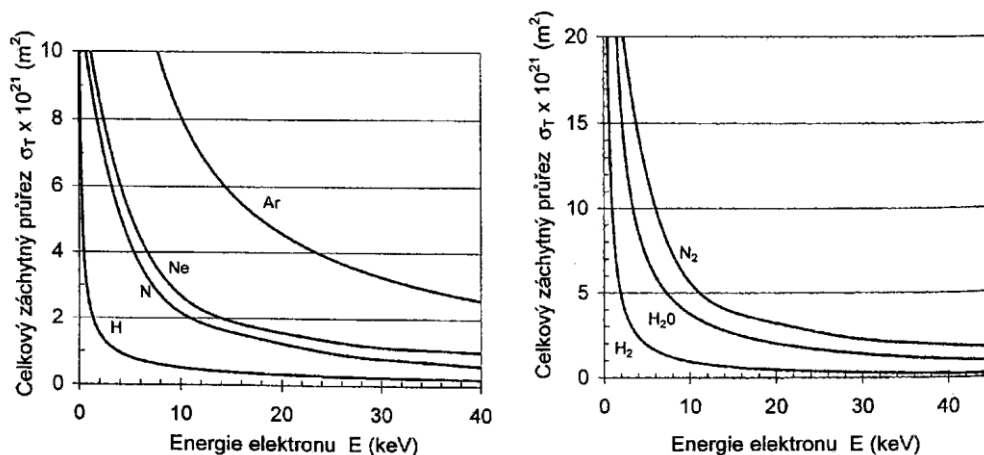 Celkový záchytný průřez σT x 10²¹ (m²)
10
8
6
4
2
0
Ar
Ne
N
H
0 10 20 30 40
Energie elektronu E (keV)
Celkový záchytný průřez σT x 10²¹ (m²)
20
15
10
5
0
N₂
H₂0
H₂
0 10 20 30 40
Energie elektronu E (keV)